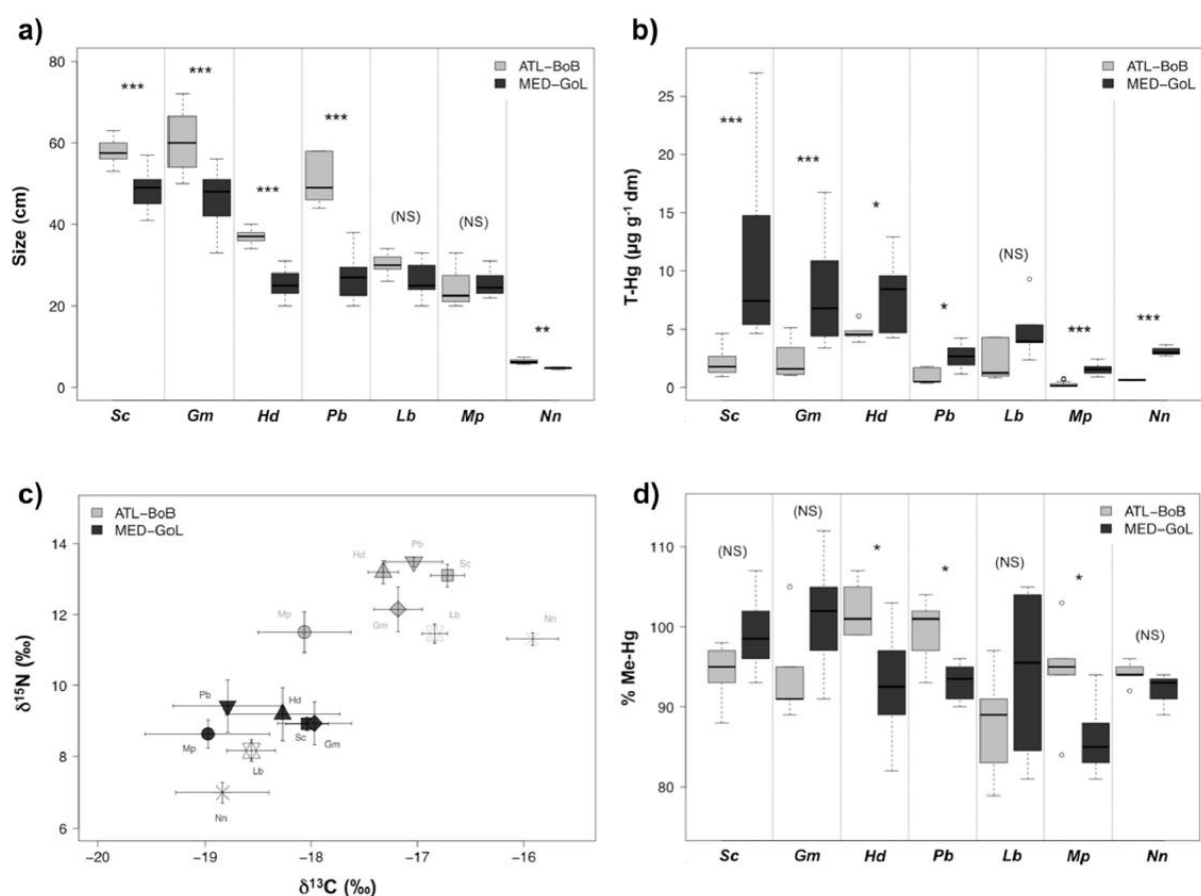 a)
80
60
40
20
0
Size (cm)
ATL–BoB
MED–GoL
***
***
***
***
(NS)
(NS)
**
Sc Gm Hd Pb Lb Mp Nn
b)
25
20
15
10
5
0
T-Hg (µg g⁻¹ dm)
ATL–BoB
MED–GoL
***
***
*
*
(NS)
***
***
Sc Gm Hd Pb Lb Mp Nn
c)
14
12
10
8
6
δ¹⁵N (‰)
ATL–BoB
MED–GoL
Pb
Hd
Sc
Mp
Gm
Lb
Nn
Pb
Hd
Sc
Gm
Mp
Lb
Nn
−20 −19 −18 −17 −16
δ¹³C (‰)
d)
110
100
90
80
% Me-Hg
ATL–BoB
MED–GoL
(NS)
(NS)
*
*
(NS)
*
(NS)
Sc Gm Hd Pb Lb Mp Nn